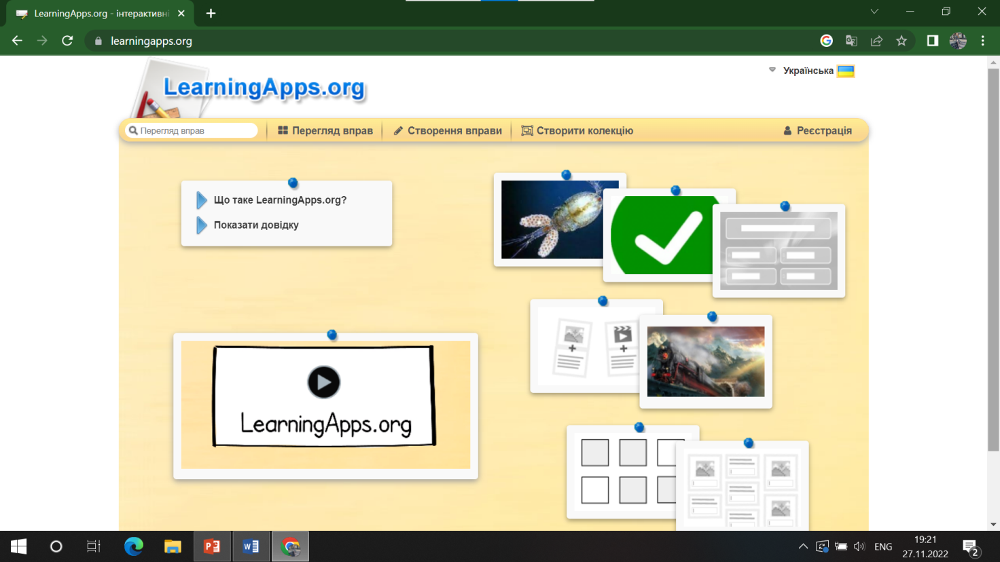 LearningApps.org - інтерактивні
learningapps.org
LearningApps.org
Українська
Перегляд вправ
Перегляд вправ
Створення вправи
Створити колекцію
Реєстрація
Що таке LearningApps.org?
Показати довідку
LearningApps.org
ENG
19:21
27.11.2022
2